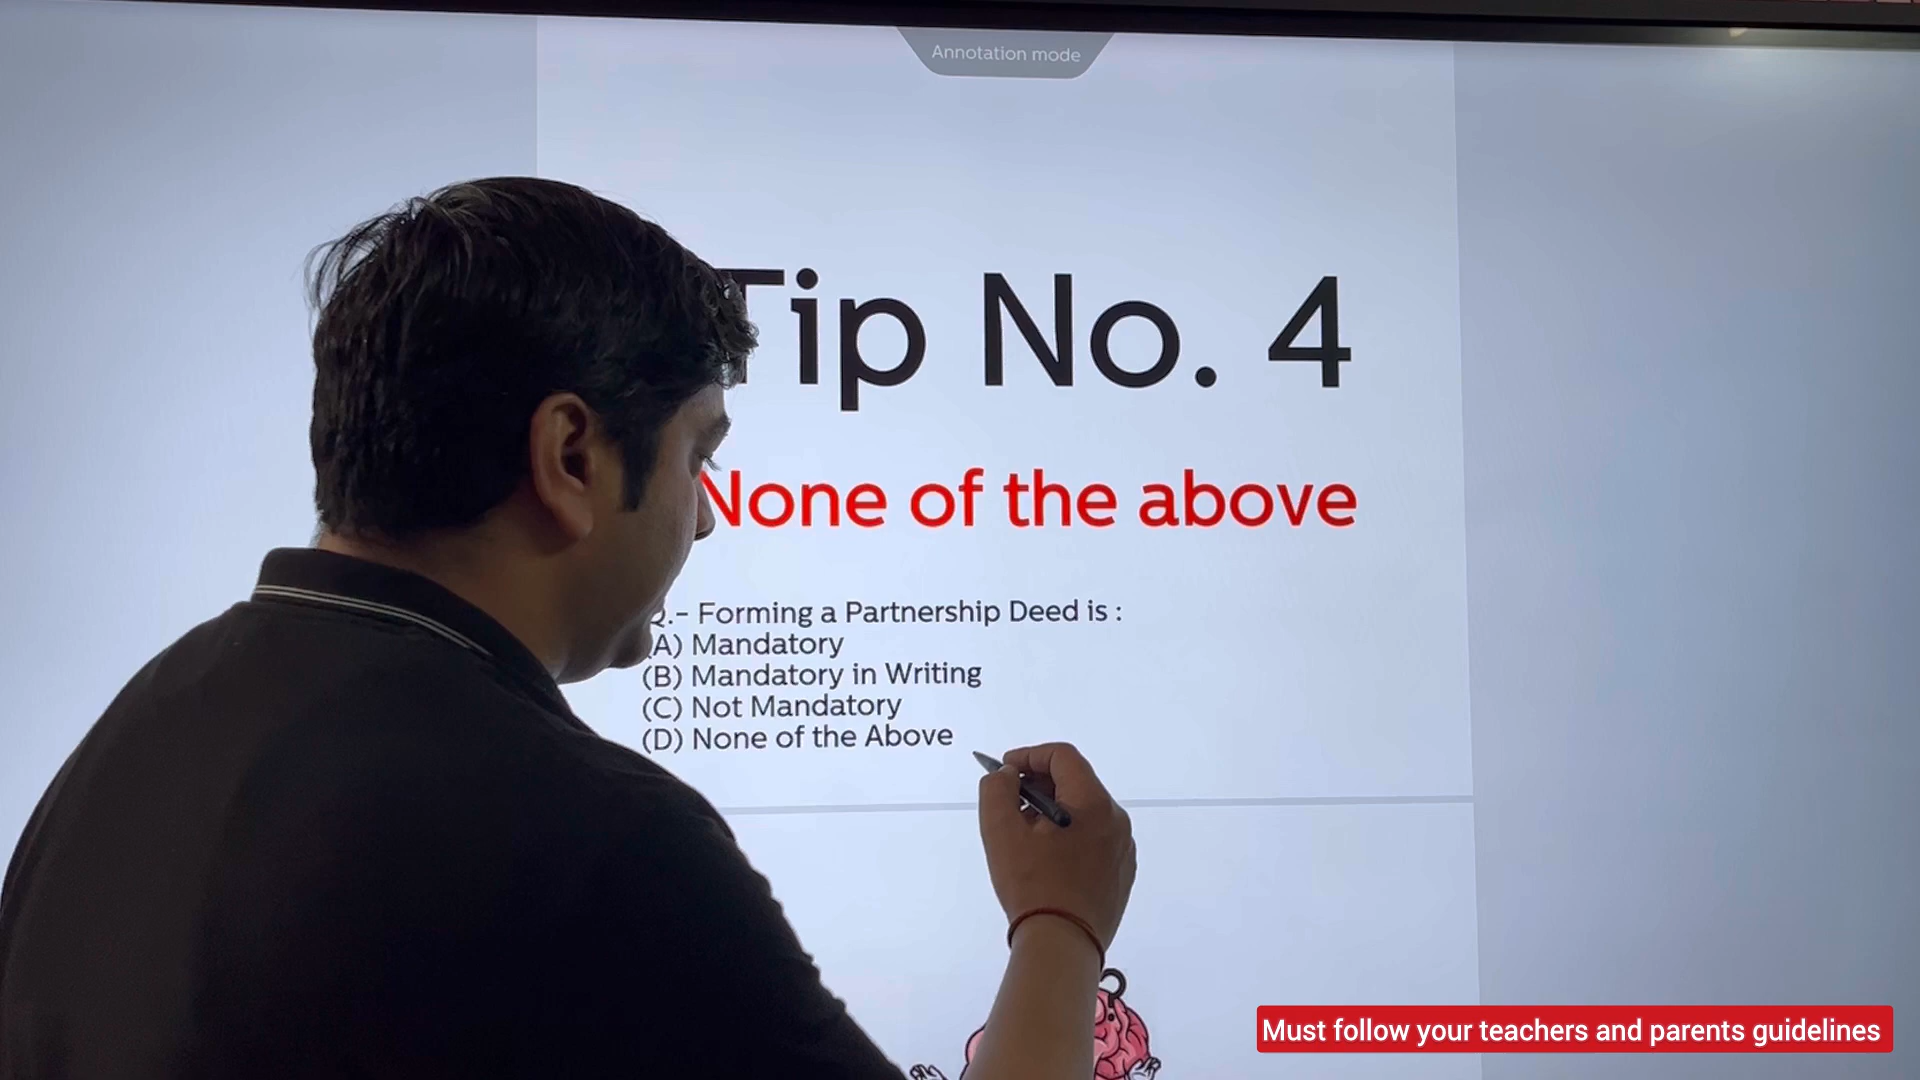 Annotation mode
Tip No. 4
None of the above
Q.- Forming a Partnership Deed is :
(A) Mandatory
(B) Mandatory in Writing
(C) Not Mandatory
(D) None of the Above
Must follow your teachers and parents guidelines